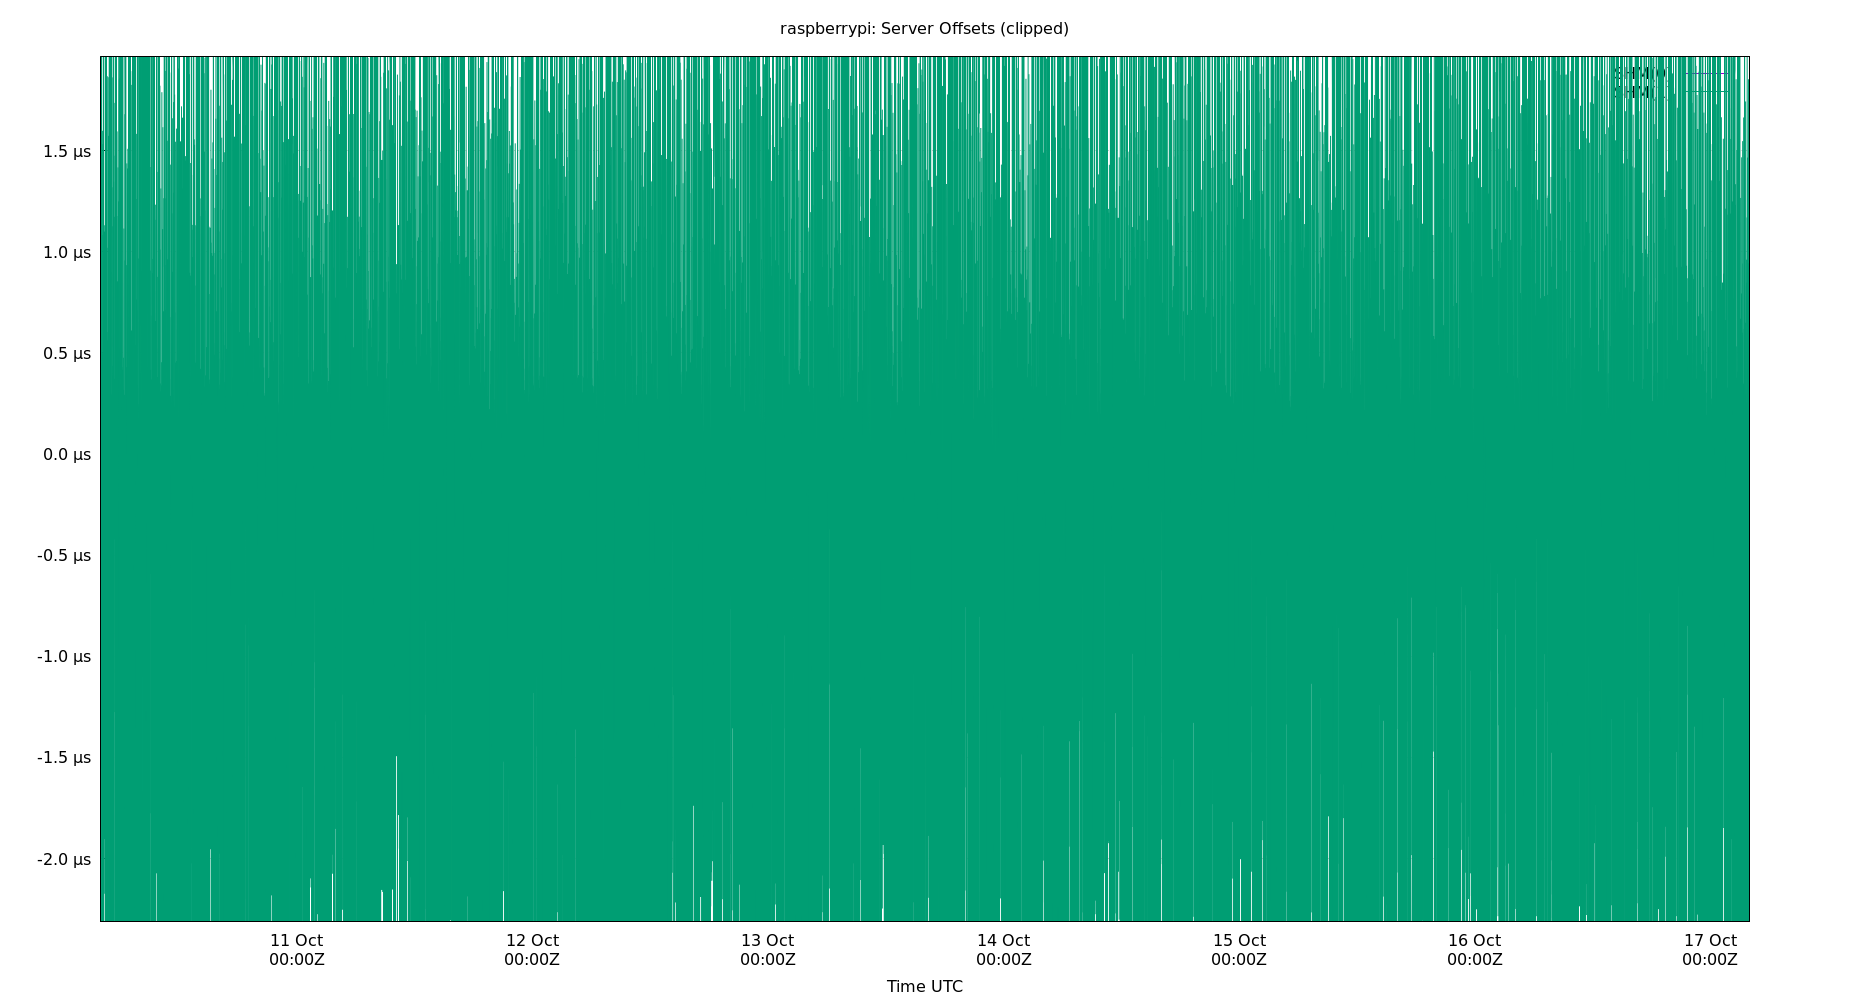 raspberrypi: Server Offsets (clipped)
1.5 µs
1.0 µs
0.5 µs
0.0 µs
-0.5 µs
-1.0 µs
-1.5 µs
-2.0 µs
11 Oct
00:00Z
12 Oct
00:00Z
13 Oct
00:00Z
14 Oct
00:00Z
15 Oct
00:00Z
16 Oct
00:00Z
17 Oct
00:00Z
Time UTC